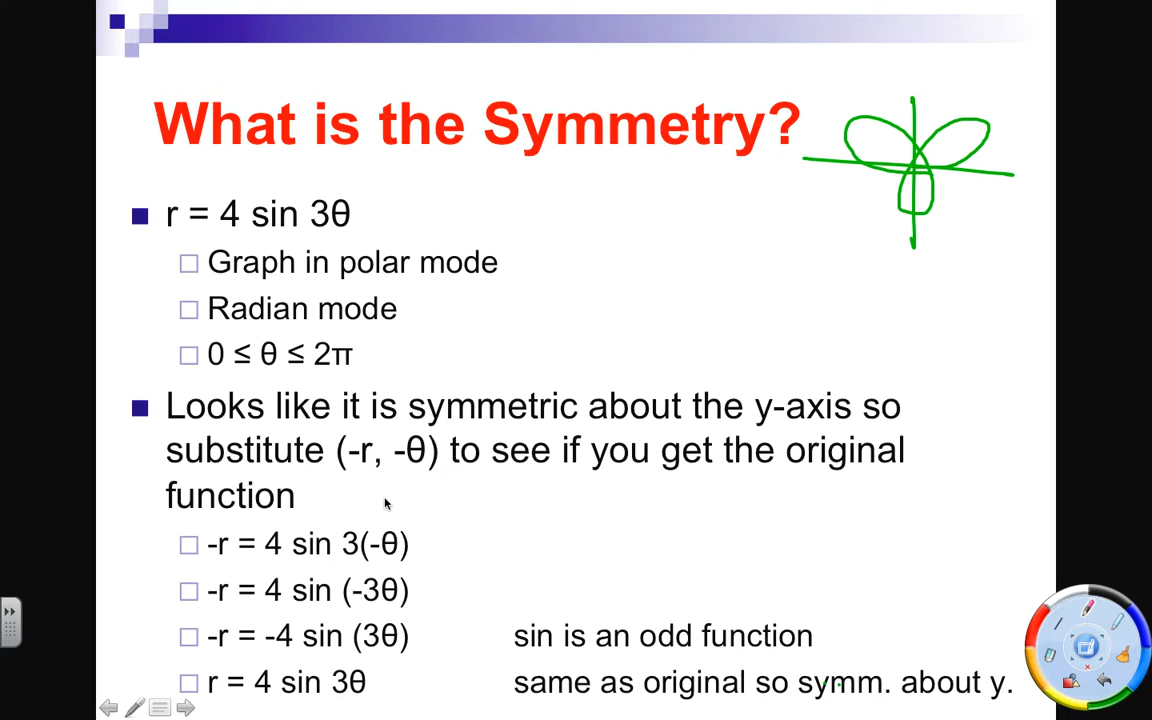 What is the Symmetry?
r = 4 sin 3θ
Graph in polar mode
Radian mode
0 ≤ θ ≤ 2π
Looks like it is symmetric about the y-axis so
substitute (-r, -θ) to see if you get the original
function
-r = 4 sin 3(-θ)
-r = 4 sin (-3θ)
-r = -4 sin (3θ) sin is an odd function
r = 4 sin 3θ same as original so symm. about y.